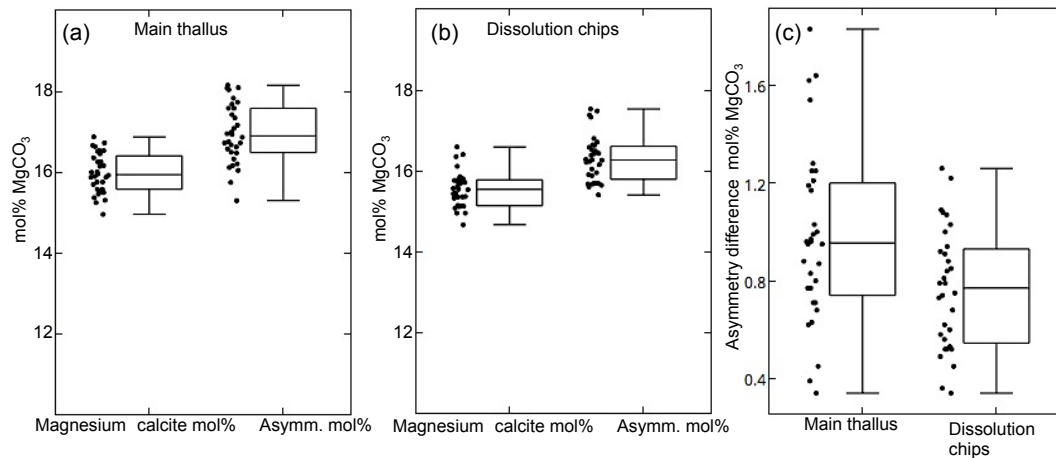 (a)
Main thallus
18
16
14
12
mol% MgCO₃
Magnesium calcite mol% Asymm. mol%
(b)
Dissolution chips
18
16
14
12
mol% MgCO₃
Magnesium calcite mol% Asymm. mol%
(c)
1.6
1.2
0.8
0.4
Asymmetry difference mol% MgCO₃
Main thallus
Dissolution
chips